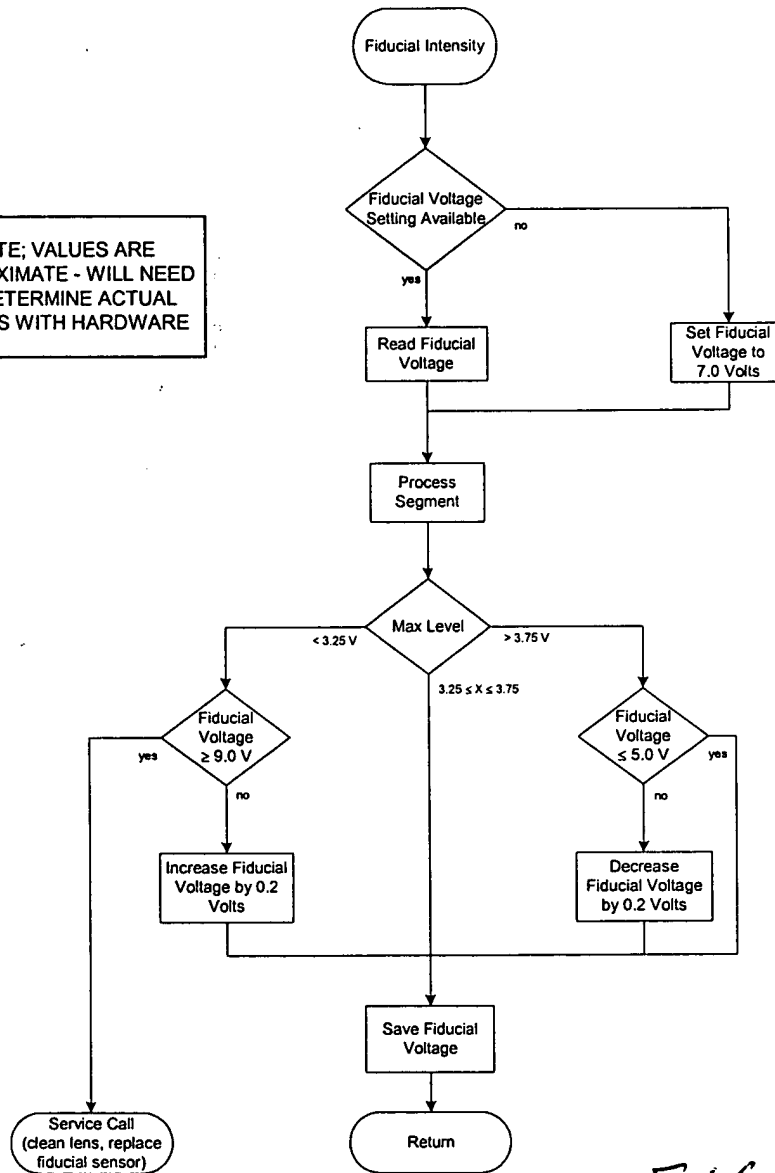 Fiducial Intensity
Fiducial Voltage
Setting Available
no
yes
TE; VALUES ARE
XIMATE - WILL NEED
ETERMINE ACTUAL
S WITH HARDWARE
Read Fiducial
Voltage
Set Fiducial
Voltage to
7.0 Volts
Process
Segment
Max Level
< 3.25 V
> 3.75 V
3.25 ≤ X ≤ 3.75
Fiducial
Voltage
≥ 9.0 V
yes
no
Fiducial
Voltage
≤ 5.0 V
yes
no
Increase Fiducial
Voltage by 0.2
Volts
Decrease
Fiducial Voltage
by 0.2 Volts
Save Fiducial
Voltage
Service Call
(clean lens, replace
fiducial sensor)
Return